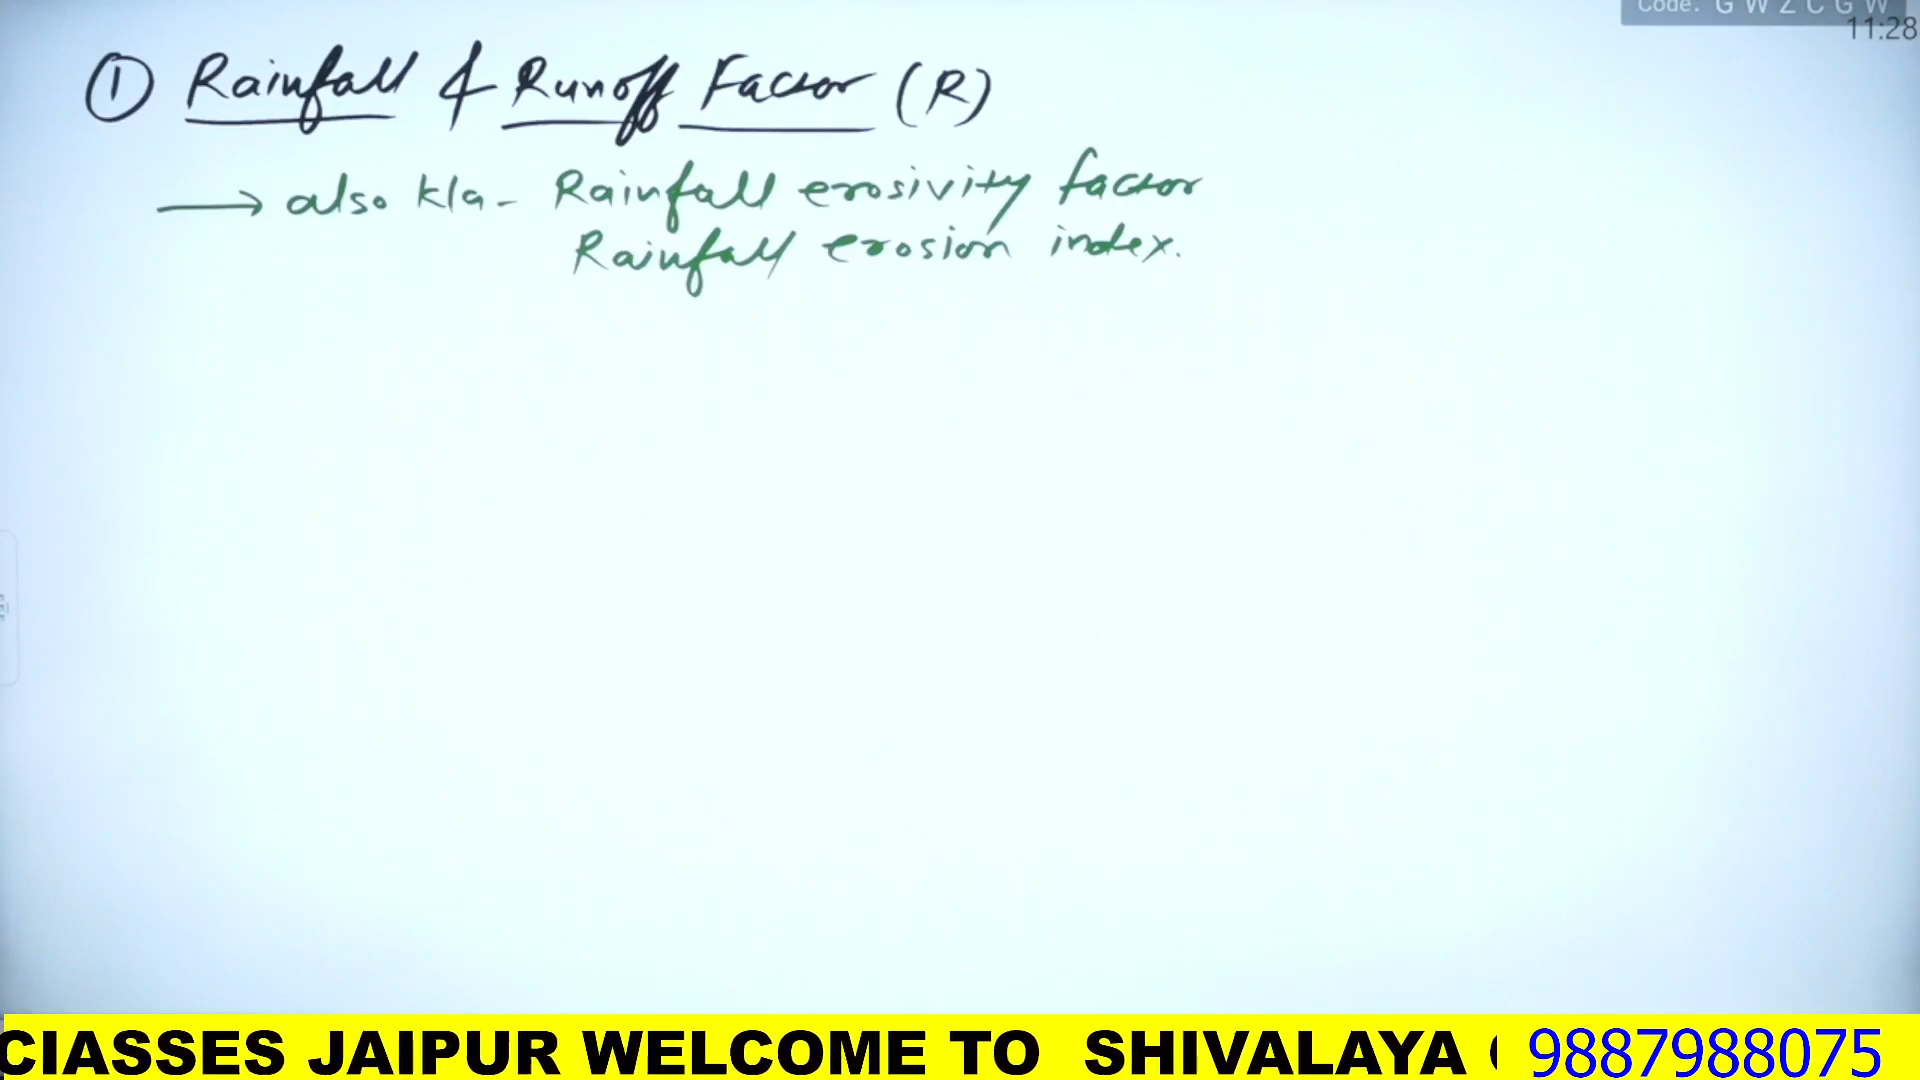 Code: G W Z C G W
11:28
① Rainfall & Runoff Factor (R)
→ also k/a - Rainfall erosivity factor
Rainfall erosion index.
CIASSES JAIPUR WELCOME TO SHIVALAYA
9887988075